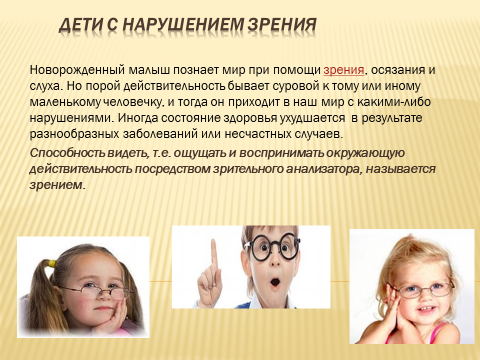 ДЕТИ С НАРУШЕНИЕМ ЗРЕНИЯ
Новорожденный малыш познает мир при помощи зрения, осязания и
слуха. Но порой действительность бывает суровой к тому или иному
маленькому человечку, и тогда он приходит в наш мир с какими-либо
нарушениями. Иногда состояние здоровья ухудшается в результате
разнообразных заболеваний или несчастных случаев.
Способность видеть, т.е. ощущать и воспринимать окружающую
действительность посредством зрительного анализатора, называется
зрением.